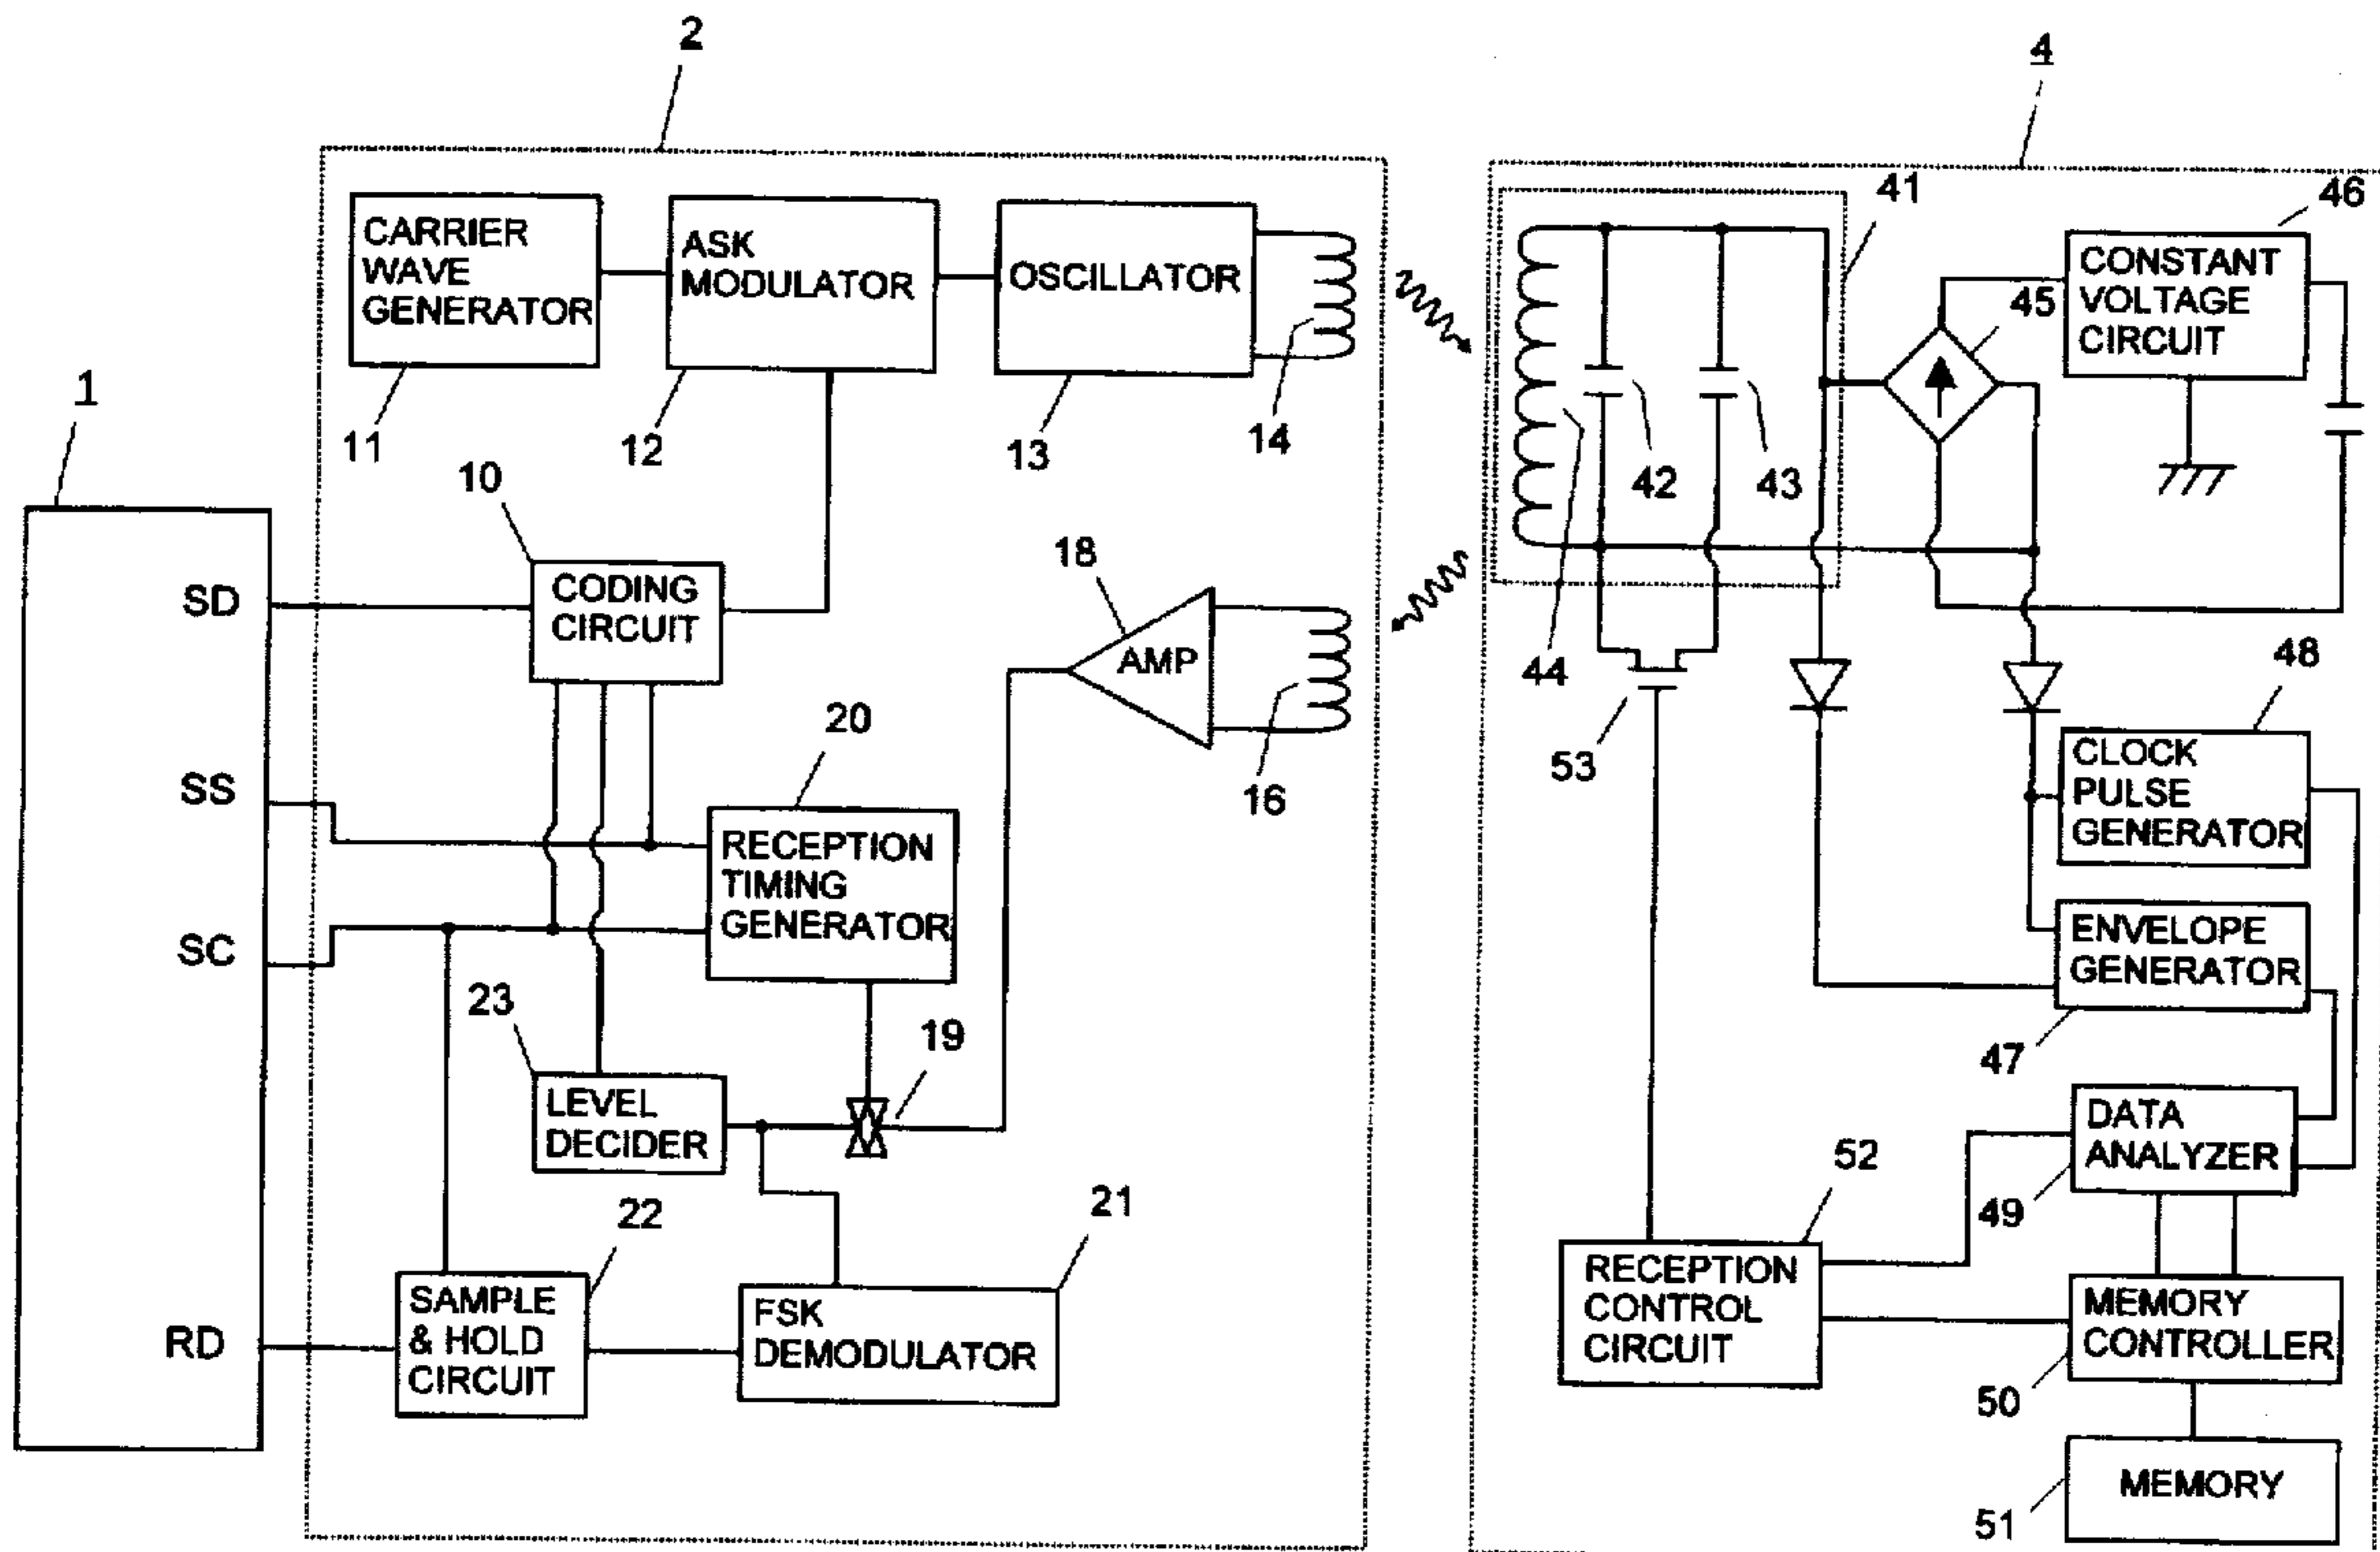 2
4
CARRIER
WAVE
GENERATOR
11
ASK
MODULATOR
12
OSCILLATOR
13
14
41
46
CONSTANT
VOLTAGE
CIRCUIT
45
42
43
44
1
SD
SS
SC
RD
10
CODING
CIRCUIT
18
AMP
16
20
RECEPTION
TIMING
GENERATOR
53
48
CLOCK
PULSE
GENERATOR
ENVELOPE
GENERATOR
47
23
LEVEL
DECIDER
19
DATA
ANALYZER
49
22
SAMPLE
& HOLD
CIRCUIT
21
FSK
DEMODULATOR
52
RECEPTION
CONTROL
CIRCUIT
MEMORY
CONTROLLER
50
MEMORY
51